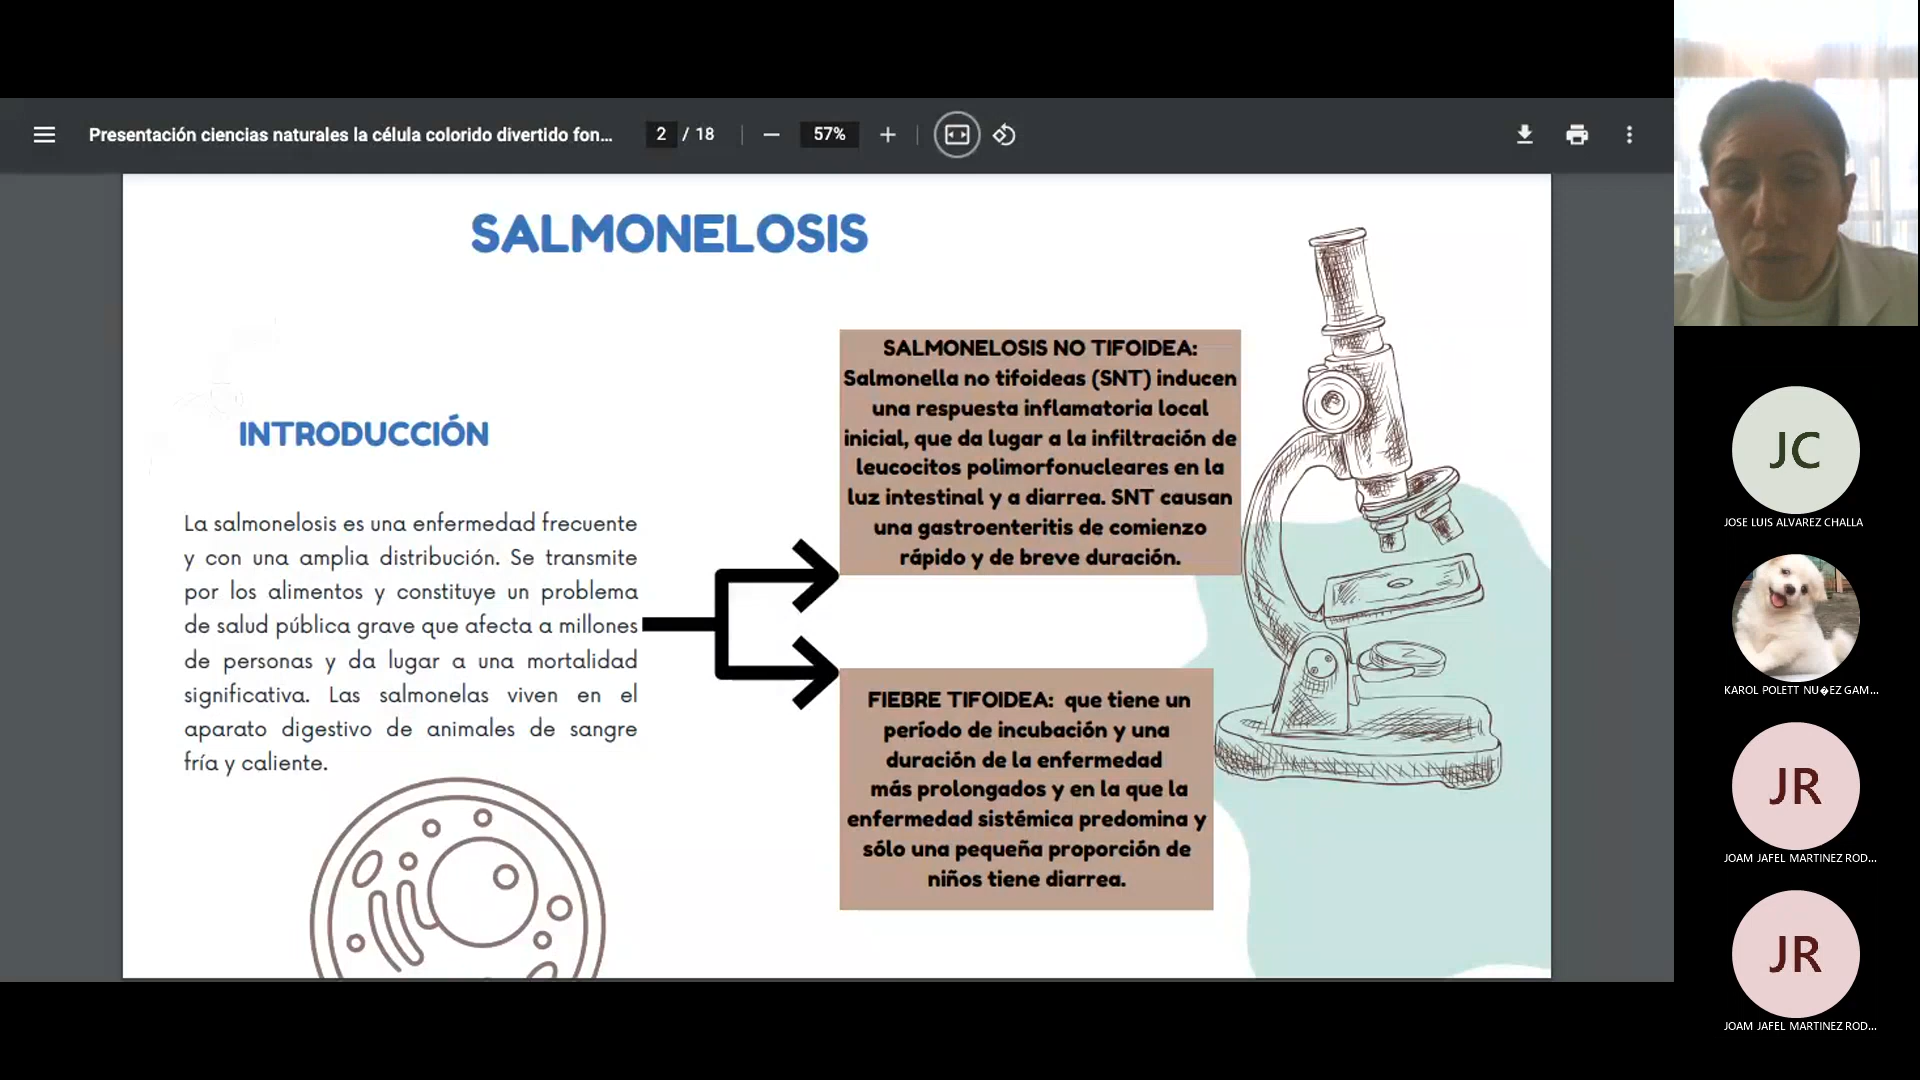 Presentación ciencias naturales la célula colorido divertido fon...
2 / 18
57%
SALMONELOSIS
INTRODUCCIÓN
La salmonelosis es una enfermedad frecuente
y con una amplia distribución. Se transmite
por los alimentos y constituye un problema
de salud pública grave que afecta a millones
de personas y da lugar a una mortalidad
significativa. Las salmonelas viven en el
aparato digestivo de animales de sangre
fría y caliente.
SALMONELOSIS NO TIFOIDEA:
Salmonella no tifoideas (SNT) inducen
una respuesta inflamatoria local
inicial, que da lugar a la infiltración de
leucocitos polimorfonucleares en la
luz intestinal y a diarrea. SNT causan
una gastroenteritis de comienzo
rápido y de breve duración.
FIEBRE TIFOIDEA: que tiene un
período de incubación y una
duración de la enfermedad
más prolongados y en la que la
enfermedad sistémica predomina y
sólo una pequeña proporción de
niños tiene diarrea.
JC
JOSE LUIS ALVAREZ CHALLA
KAROL POLETT NU�EZ GAM...
JR
JOAM JAFEL MARTINEZ ROD...
JR
JOAM JAFEL MARTINEZ ROD...